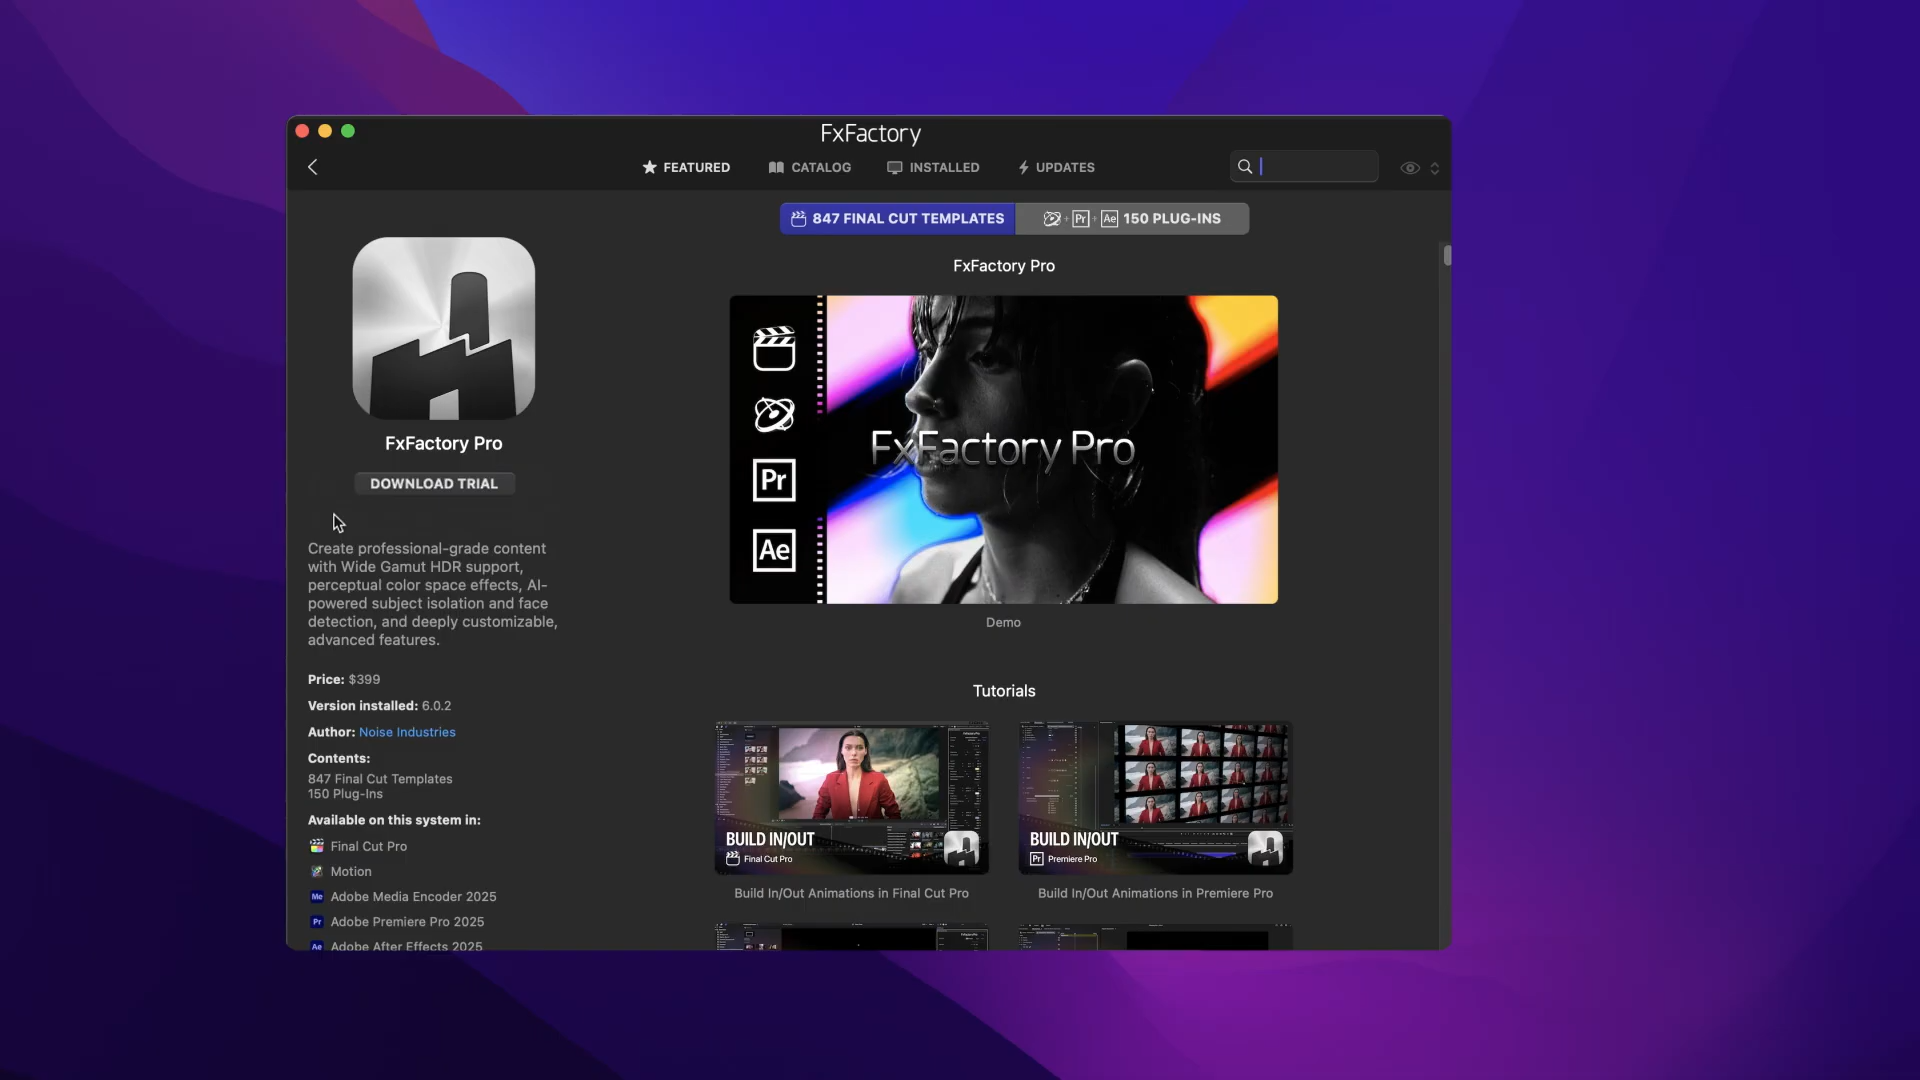 FxFactory
FEATURED
CATALOG
INSTALLED
UPDATES
847 FINAL CUT TEMPLATES
Pr
Ae
150 PLUG-INS
FxFactory Pro
DOWNLOAD TRIAL
Create professional-grade content
with Wide Gamut HDR support,
perceptual color space effects, AI-
powered subject isolation and face
detection, and deeply customizable,
advanced features.
Price: $399
Version installed: 6.0.2
Author: Noise Industries
Contents:
847 Final Cut Templates
150 Plug-Ins
Available on this system in:
Final Cut Pro
Motion
Me Adobe Media Encoder 2025
Pr Adobe Premiere Pro 2025
Ae Adobe After Effects 2025
FxFactory Pro
Pr
Ae
FxFactory Pro
Demo
Tutorials
BUILD IN/OUT
Final Cut Pro
Build In/Out Animations in Final Cut Pro
BUILD IN/OUT
Pr Premiere Pro
Build In/Out Animations in Premiere Pro